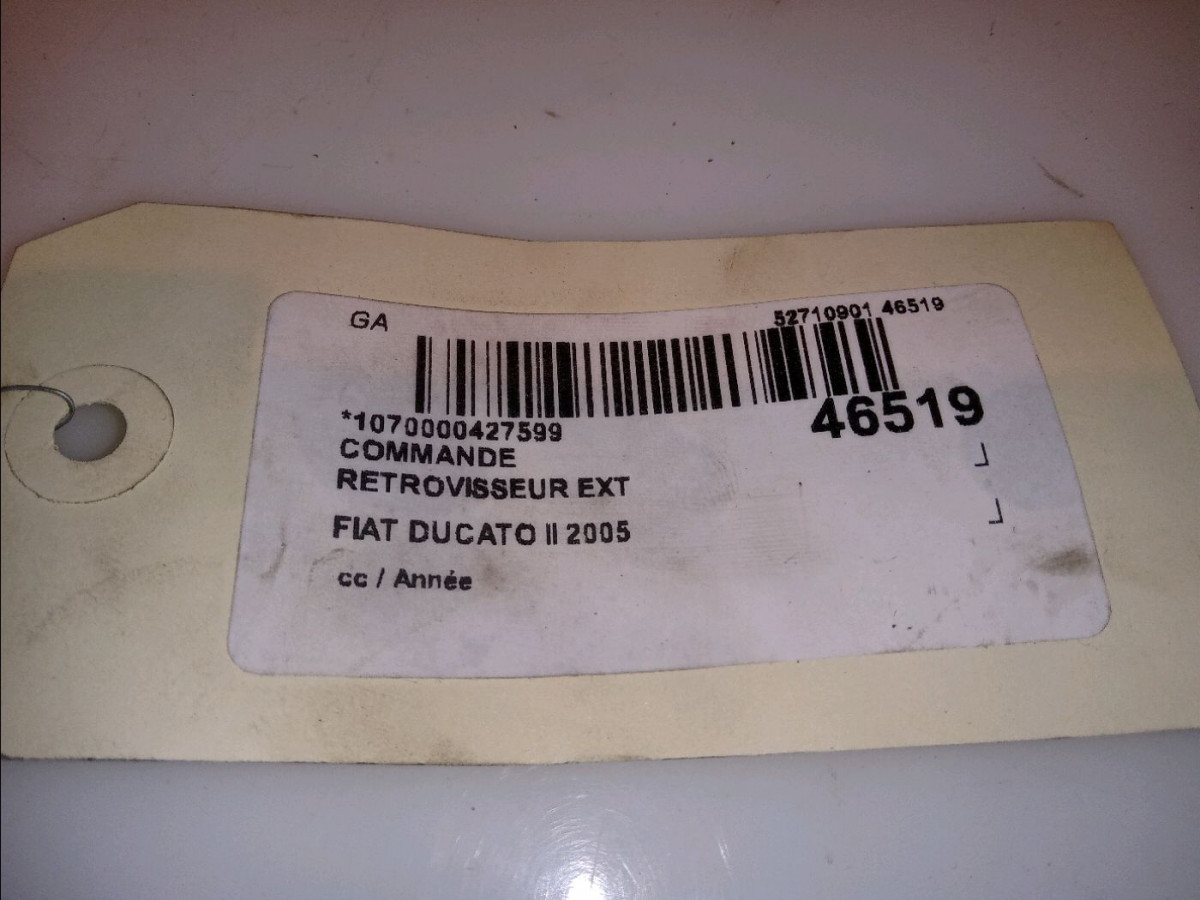 GA
52710901 46519
*1070000427599
46519
COMMANDE
RETROVISSEUR EXT
FIAT DUCATO II 2005
cc / Année